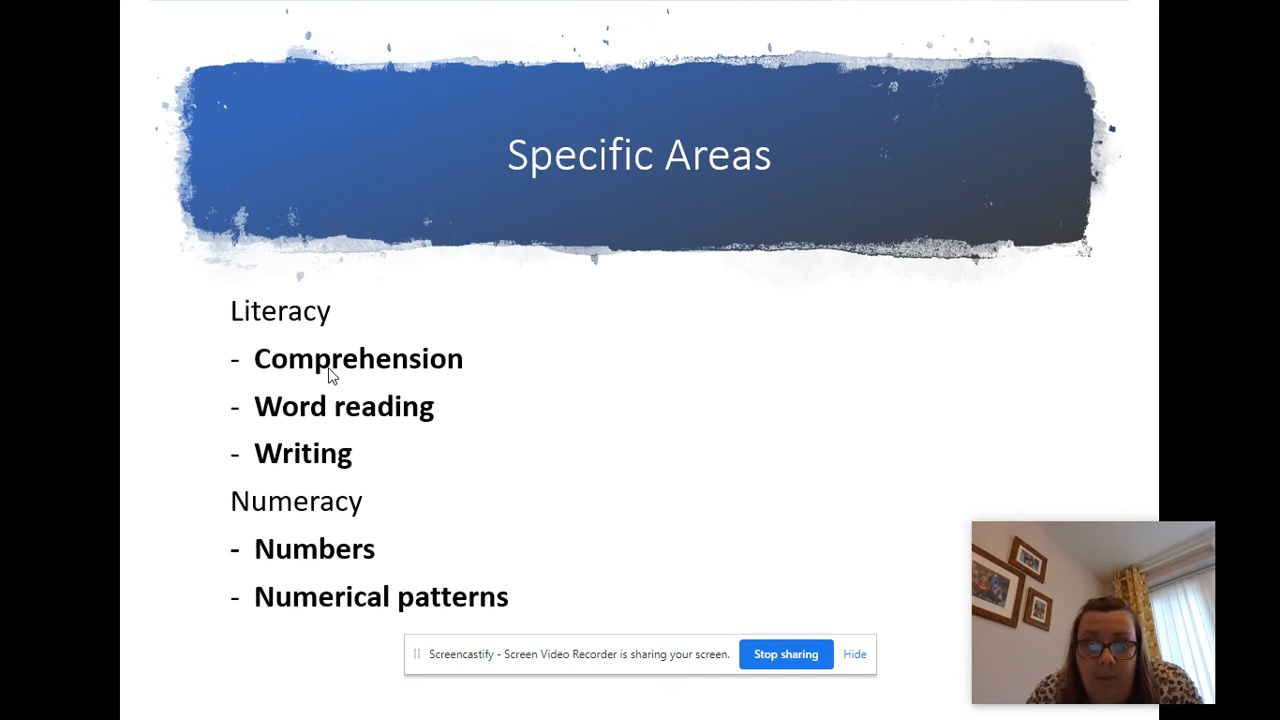 Specific Areas
Literacy
- Comprehension
- Word reading
- Writing
Numeracy
- Numbers
- Numerical patterns
Screencastify - Screen Video Recorder is sharing your screen. Stop sharing Hide